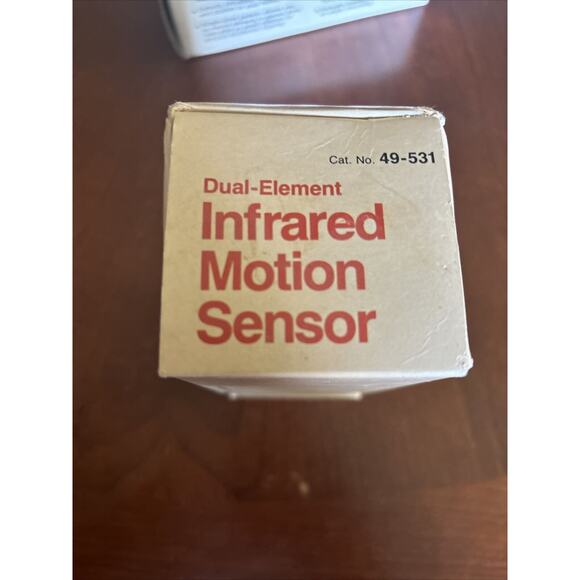 Cat. No. 49-531
Dual-Element
Infrared
Motion
Sensor